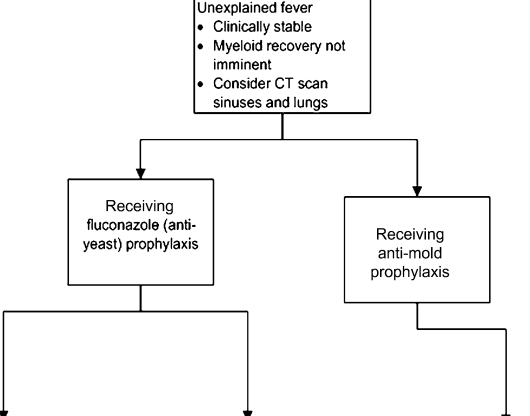 Unexplained fever
• Clinically stable
• Myeloid recovery not
imminent
• Consider CT scan
sinuses and lungs
Receiving
fluconazole (anti-
yeast) prophylaxis
Receiving
anti-mold
prophylaxis